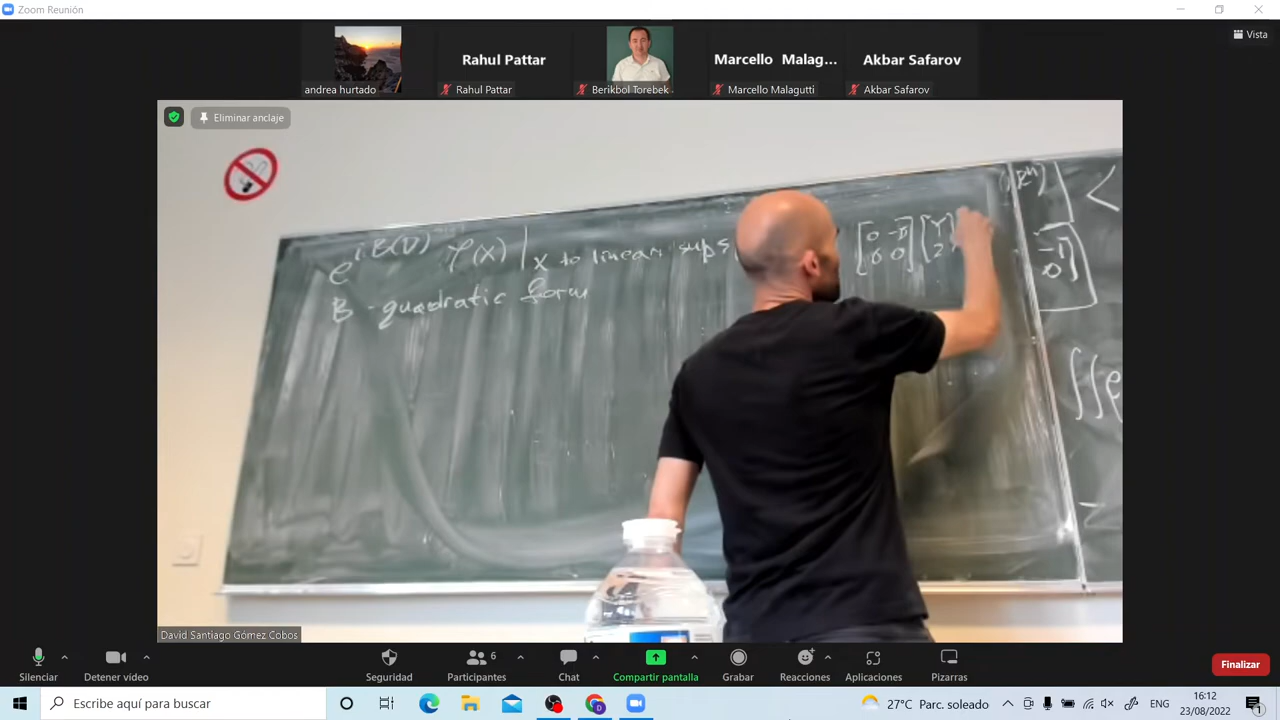 Zoom Reunión
Vista
Rahul Pattar
Marcello Malag...
Akbar Safarov
andrea hurtado
Rahul Pattar
Berikbol Torebek
Marcello Malagutti
Akbar Safarov
Eliminar anclaje
x to linear
B - quadratic form
David Santiago Gómez Cobos
Silenciar
Detener video
Seguridad
6
Participantes
Chat
Compartir pantalla
Grabar
Reacciones
Aplicaciones
Pizarras
Finalizar
Escribe aquí para buscar
27°C Parc. soleado
ENG
16:12
23/08/2022
1